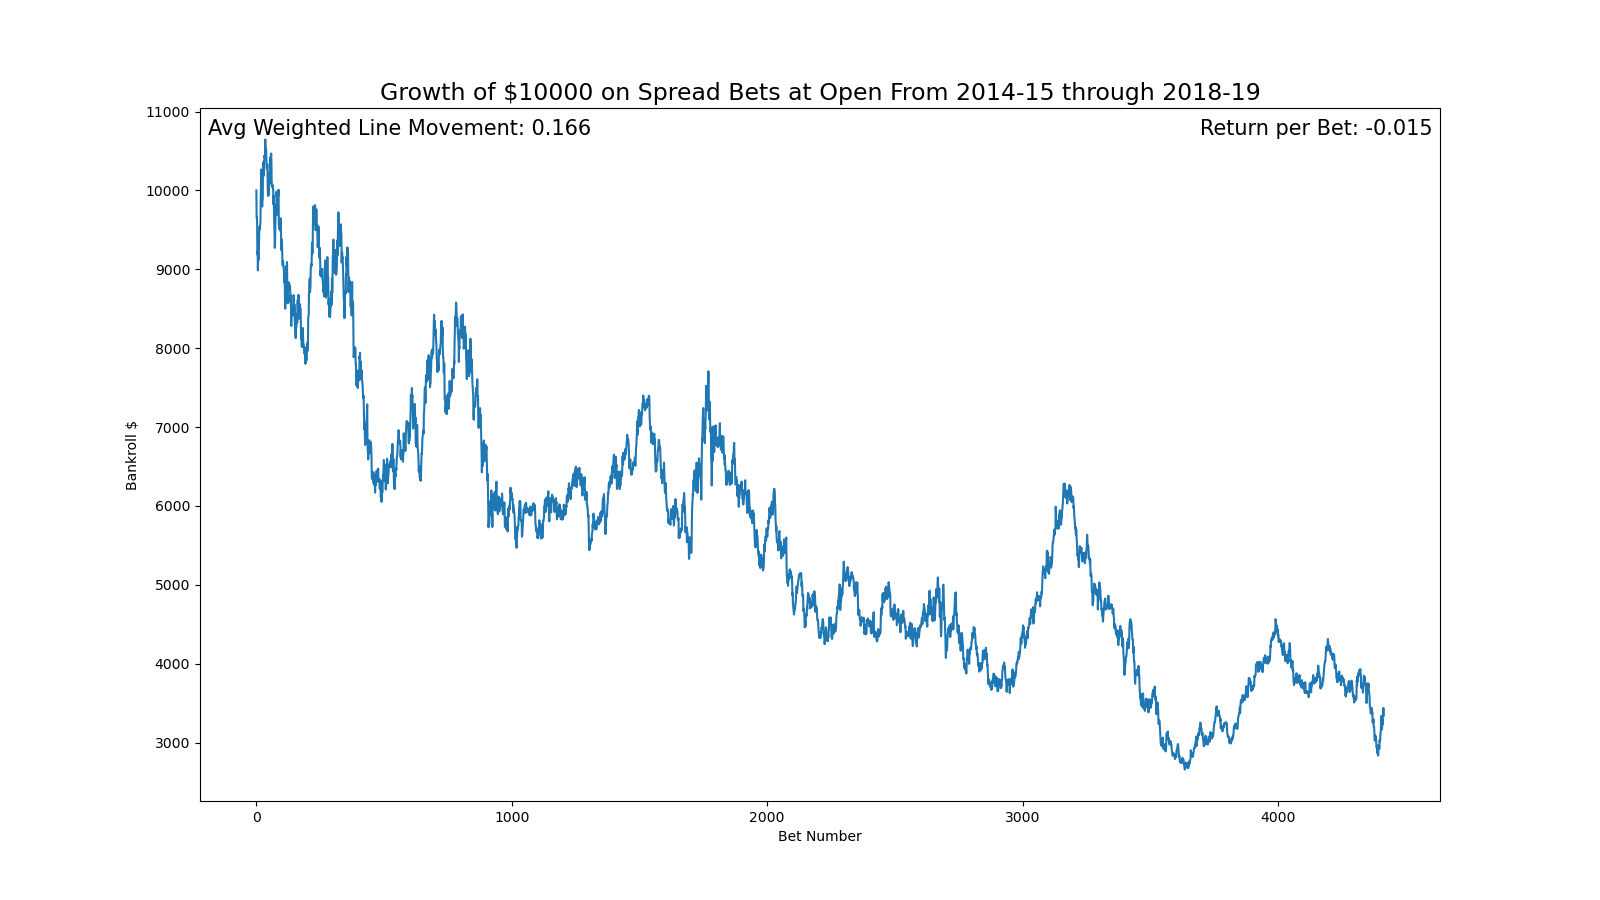 Growth of $10000 on Spread Bets at Open From 2014-15 through 2018-19
Avg Weighted Line Movement: 0.166
Return per Bet: -0.015
Bankroll $
11000
10000
9000
8000
7000
6000
5000
4000
3000
0
1000
2000
3000
4000
Bet Number